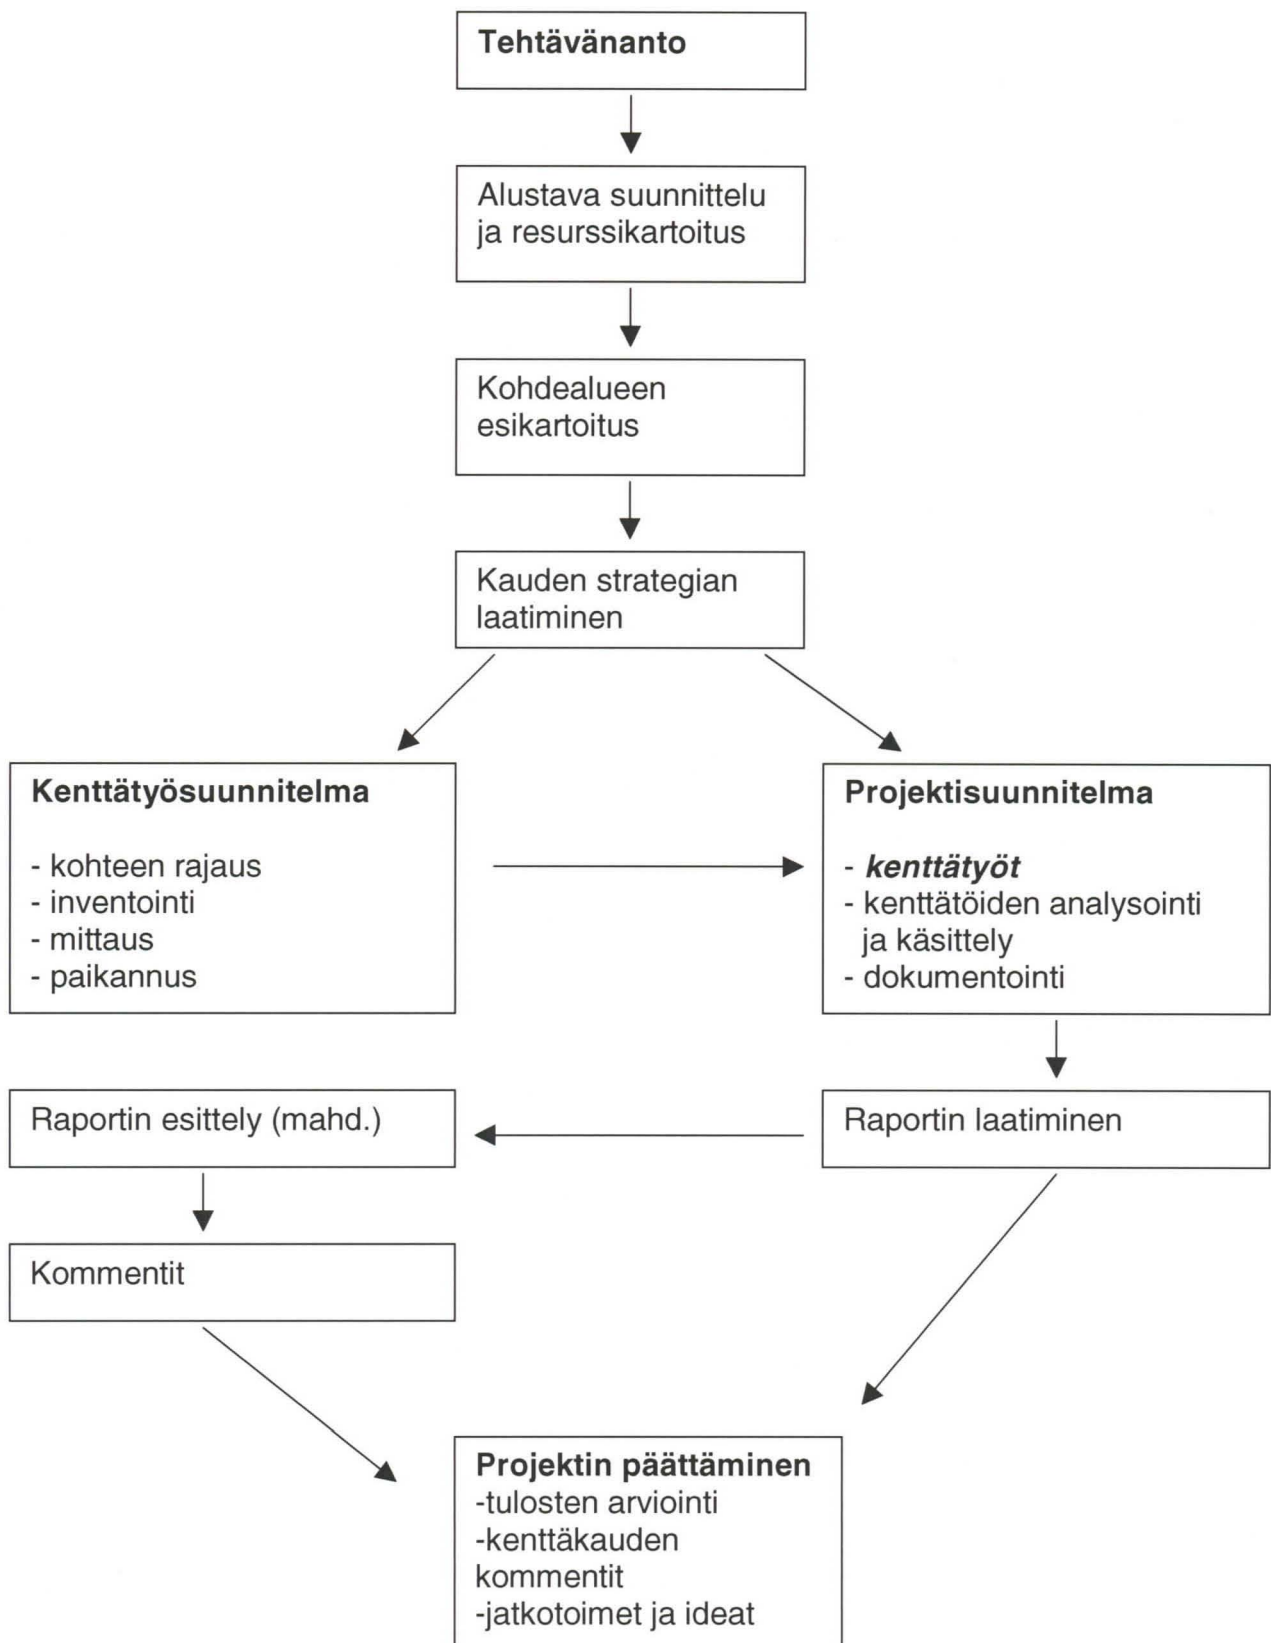 Tehtävänanto
Alustava suunnittelu
ja resurssikartoitus
Kohdealueen
esikartoitus
Kauden strategian
laatiminen
Kenttätyösuunnitelma
- kohteen rajaus
- inventointi
- mittaus
- paikannus
Projektisuunnitelma
- kenttätyöt
- kenttätöiden analysointi
ja käsittely
- dokumentointi
Raportin esittely (mahd.)
Raportin laatiminen
Kommentit
Projektin päättäminen
-tulosten arviointi
-kenttäkauden
kommentit
-jatkotoimet ja ideat